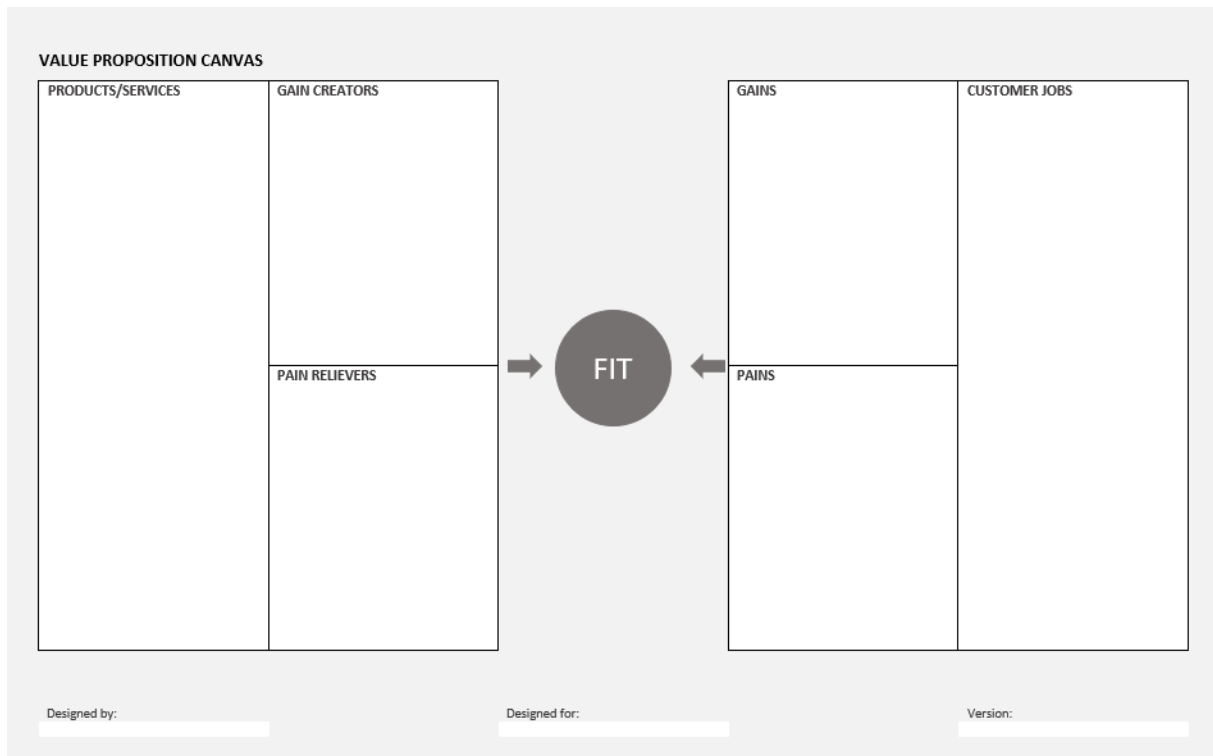 VALUE PROPOSITION CANVAS
PRODUCTS/SERVICES
GAIN CREATORS
PAIN RELIEVERS
FIT
GAINS
PAINS
CUSTOMER JOBS
Designed by:
Designed for:
Version: